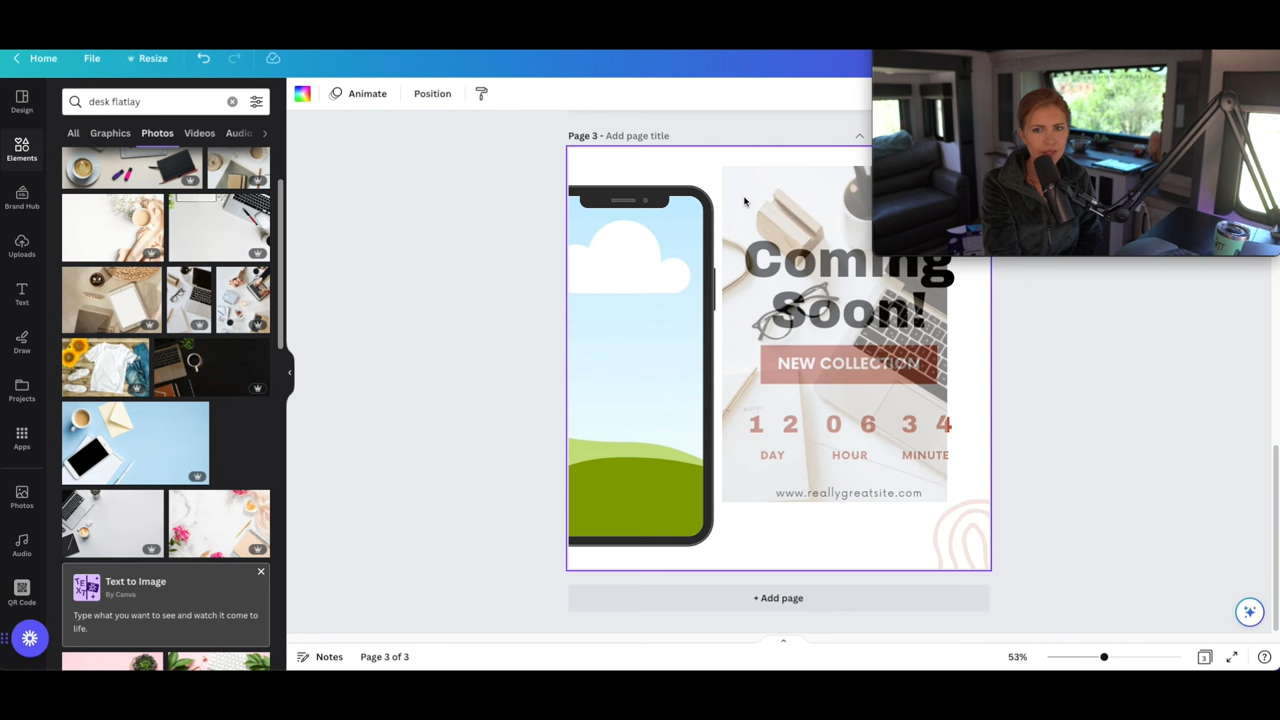 Home File Resize
Design
Elements
Brand Hub
Uploads
Text
Draw
Projects
Apps
Photos
Audio
QR Code
desk flatlay
All Graphics Photos Videos Audio
TEXT
Text to Image
By Canva
Type what you want to see and watch it come to
life.
Animate Position
Page 3 - Add page title
Coming
Soon!
NEW COLLECTION
1 2 0 6 3 4
DAY HOUR MINUTE
www.reallygreatsite.com
+ Add page
Notes Page 3 of 3 53% 3 ?